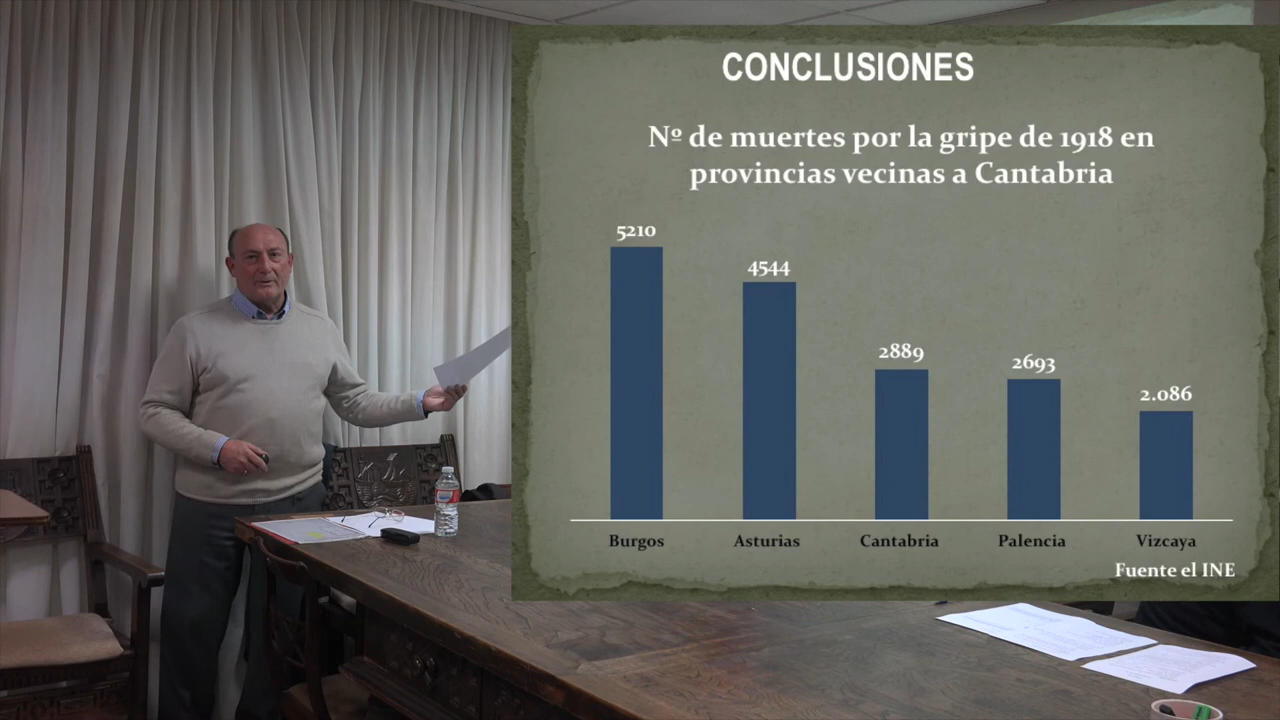 CONCLUSIONES
Nº de muertes por la gripe de 1918 en
provincias vecinas a Cantabria
5210
4544
2889
2693
2.086
Burgos
Asturias
Cantabria
Palencia
Vizcaya
Fuente el INE